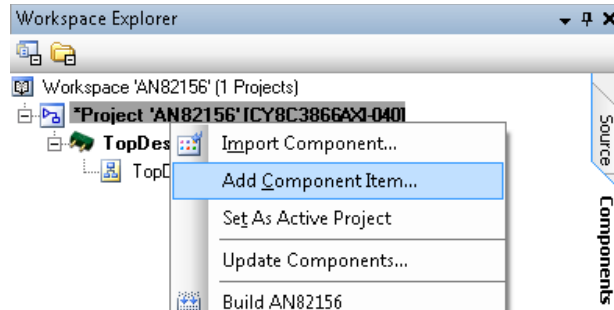 Workspace Explorer
Workspace 'AN82156' (1 Projects)
*Project 'AN82156' [CY8C3866AXI-040]
TopDes
TopD
Import Component...
Add Component Item...
Set As Active Project
Update Components...
Build AN82156
Source
Components